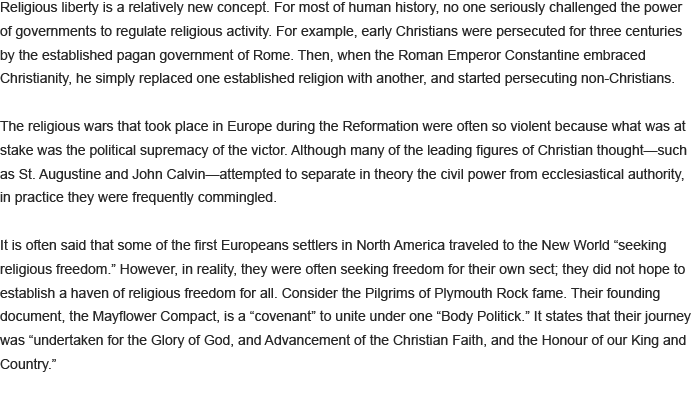 Religious liberty is a relatively new concept. For most of human history, no one seriously challenged the power
of governments to regulate religious activity. For example, early Christians were persecuted for three centuries
by the established pagan government of Rome. Then, when the Roman Emperor Constantine embraced
Christianity, he simply replaced one established religion with another, and started persecuting non-Christians.
The religious wars that took place in Europe during the Reformation were often so violent because what was at
stake was the political supremacy of the victor. Although many of the leading figures of Christian thought—such
as St. Augustine and John Calvin—attempted to separate in theory the civil power from ecclesiastical authority,
in practice they were frequently commingled.
It is often said that some of the first Europeans settlers in North America traveled to the New World “seeking
religious freedom.” However, in reality, they were often seeking freedom for their own sect; they did not hope to
establish a haven of religious freedom for all. Consider the Pilgrims of Plymouth Rock fame. Their founding
document, the Mayflower Compact, is a “covenant” to unite under one “Body Politick.” It states that their journey
was “undertaken for the Glory of God, and Advancement of the Christian Faith, and the Honour of our King and
Country.”